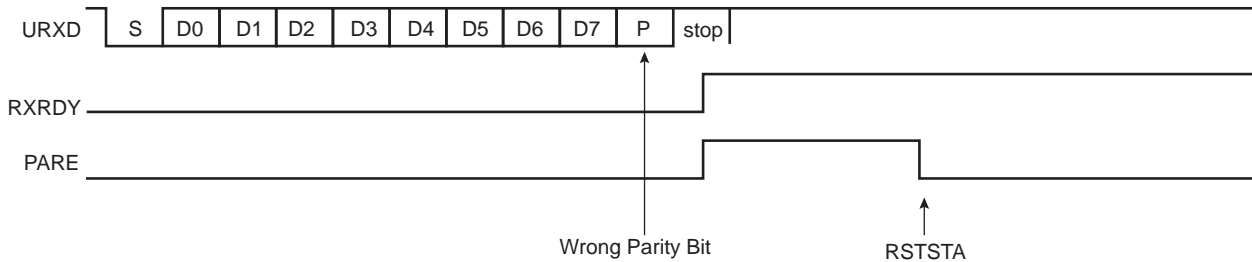 URXD S D0 D1 D2 D3 D4 D5 D6 D7 P stop
RXRDY
PARE
Wrong Parity Bit RSTSTA